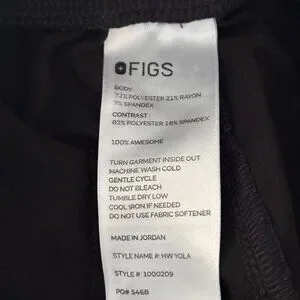 FIGS
BODY:
72% POLYESTER 21% RAYON
7% SPANDEX
CONTRAST:
82% POLYESTER 18% SPANDEX
100% AWESOME
TURN GARMENT INSIDE OUT
MACHINE WASH COLD
GENTLE CYCLE
DO NOT BLEACH
TUMBLE DRY LOW
COOL IRON IF NEEDED
DO NOT USE FABRIC SOFTENER
MADE IN JORDAN
STYLE NAME #: HW YOLA
STYLE #: 1000209
PO# 5468